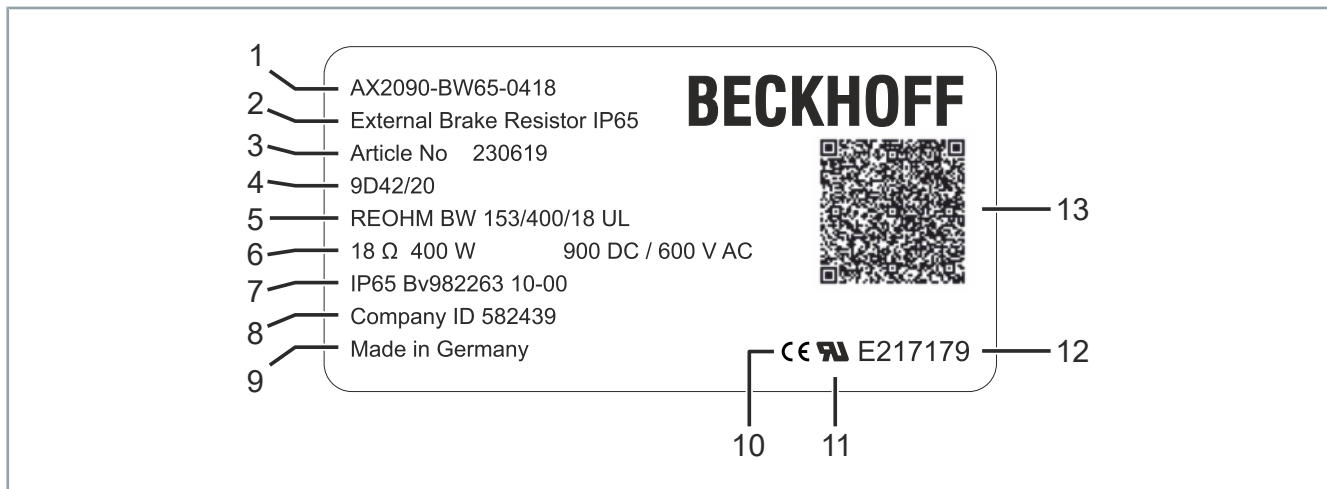 1
AX2090-BW65-0418
BECKHOFF
2
External Brake Resistor IP65
3
Article No 230619
4
9D42/20
13
5
REOHM BW 153/400/18 UL
6
18 Ω 400 W 900 DC / 600 V AC
7
IP65 Bv982263 10-00
8
Company ID 582439
9
Made in Germany
CE RU E217179
12
10
11